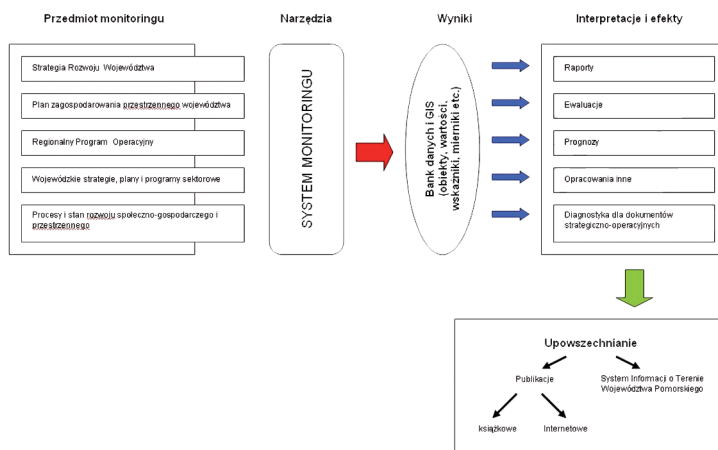 Przedmiot monitoringu
Narzędzia
Wyniki
Interpretacje i efekty
Strategia Rozwoju Województwa
Plan zagospodarowania przestrzennego województwa
Regionalny Program Operacyjny
Wojewódzkie strategie, plany i programy sektorowe
Procesy i stan rozwoju społeczno-gospodarczego i
przestrzennego
SYSTEM MONITORINGU
Bank danych i GIS
(obiekty, wartości,
wskaźniki, mierniki etc.)
Raporty
Ewaluacje
Prognozy
Opracowania inne
Diagnostyka dla dokumentów
strategiczno-operacyjnych
Upowszechnianie
Publikacje
System Informacji o Terenie
Województwa Pomorskiego
książkowe
Internetowe